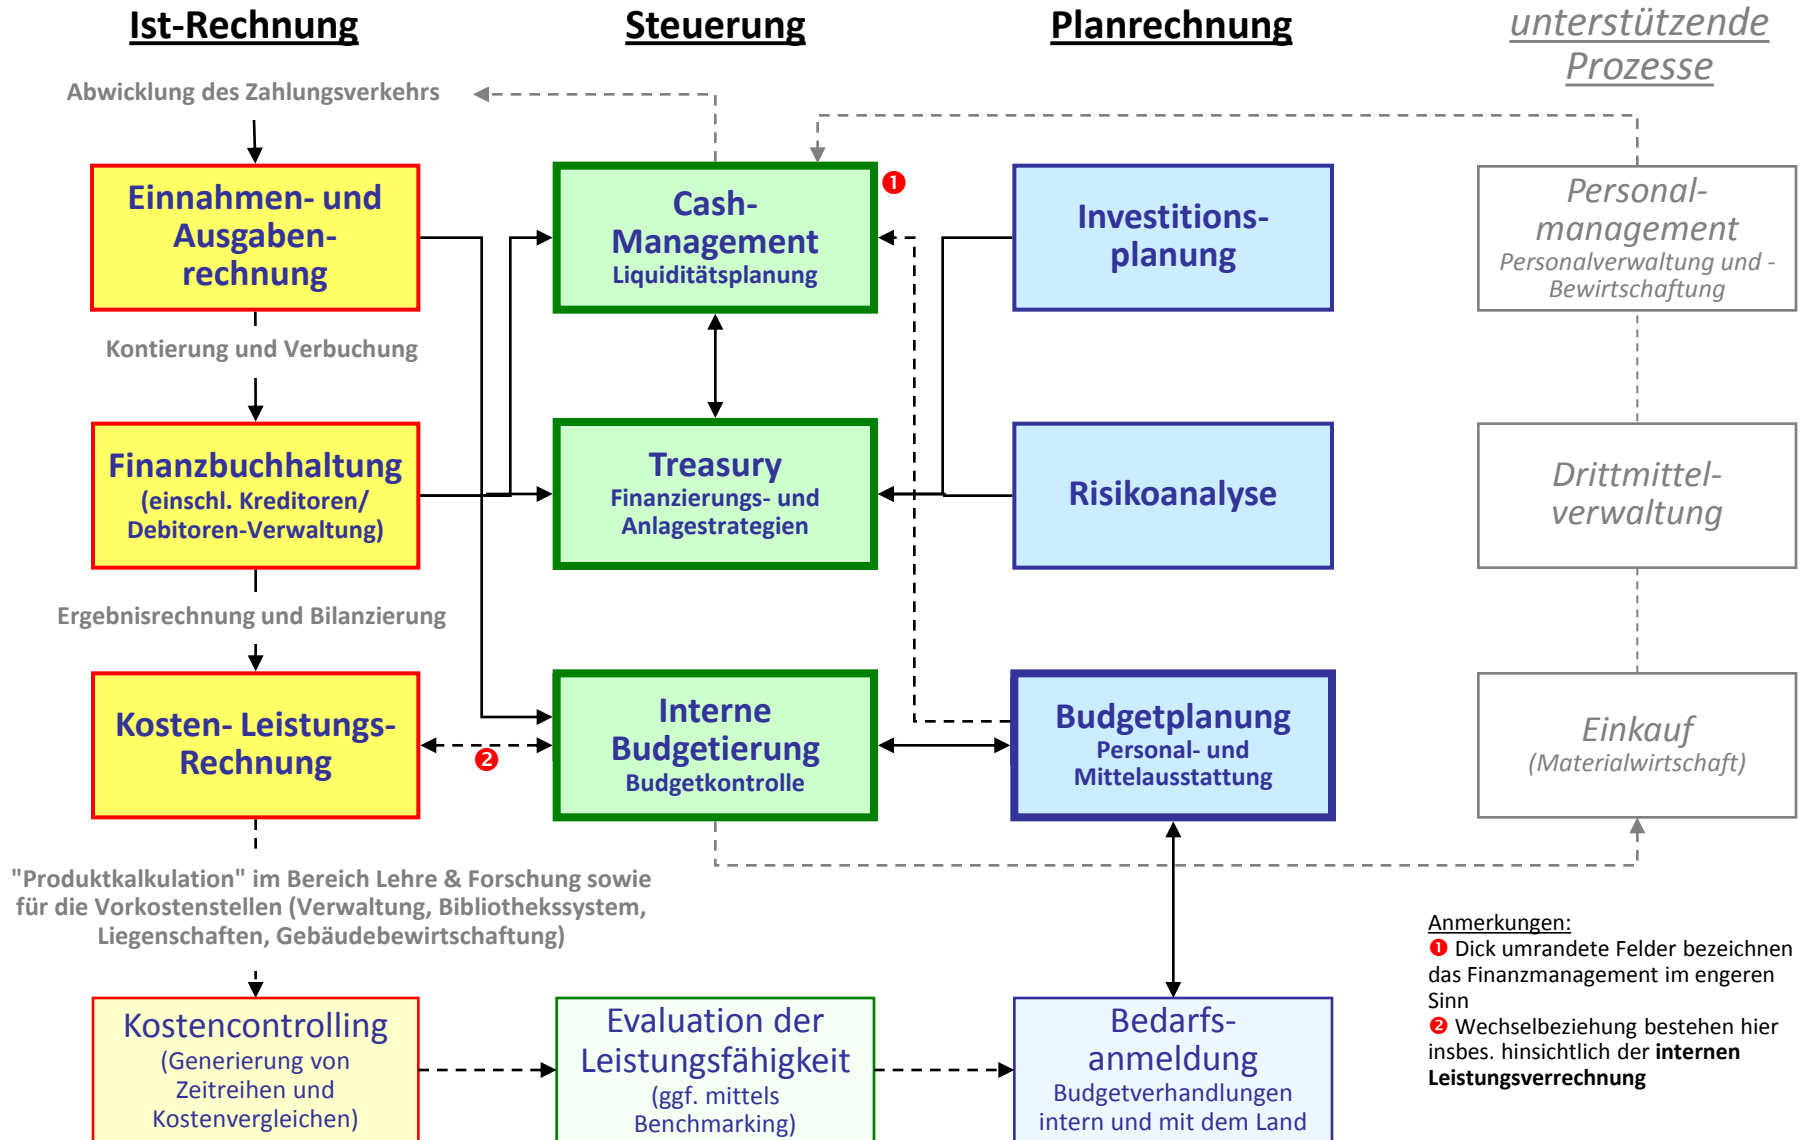 Ist-Rechnung
Steuerung
Planrechnung
unterstützende
Prozesse
Abwicklung des Zahlungsverkehrs
Einnahmen- und
Ausgaben-
rechnung
Cash-
Management
Liquiditätsplanung
❶
Investitions-
planung
Personal-
management
Personalverwaltung und -
Bewirtschaftung
Kontierung und Verbuchung
Finanzbuchhaltung
(einschl. Kreditoren/
Debitoren-Verwaltung)
Treasury
Finanzierungs- und
Anlagestrategien
Risikoanalyse
Drittmittel-
verwaltung
Ergebnisrechnung und Bilanzierung
Kosten- Leistungs-
Rechnung
❷
Interne
Budgetierung
Budgetkontrolle
Budgetplanung
Personal- und
Mittelausstattung
Einkauf
(Materialwirtschaft)
"Produktkalkulation" im Bereich Lehre & Forschung sowie
für die Vorkostenstellen (Verwaltung, Bibliothekssystem,
Liegenschaften, Gebäudebewirtschaftung)
Kostencontrolling
(Generierung von
Zeitreihen und
Kostenvergleichen)
Evaluation der
Leistungsfähigkeit
(ggf. mittels
Benchmarking)
Bedarfs-
anmeldung
Budgetverhandlungen
intern und mit dem Land
Anmerkungen:
❶ Dick umrandete Felder bezeichnen
das Finanzmanagement im engeren
Sinn
❷ Wechselbeziehung bestehen hier
insbes. hinsichtlich der internen
Leistungsverrechnung